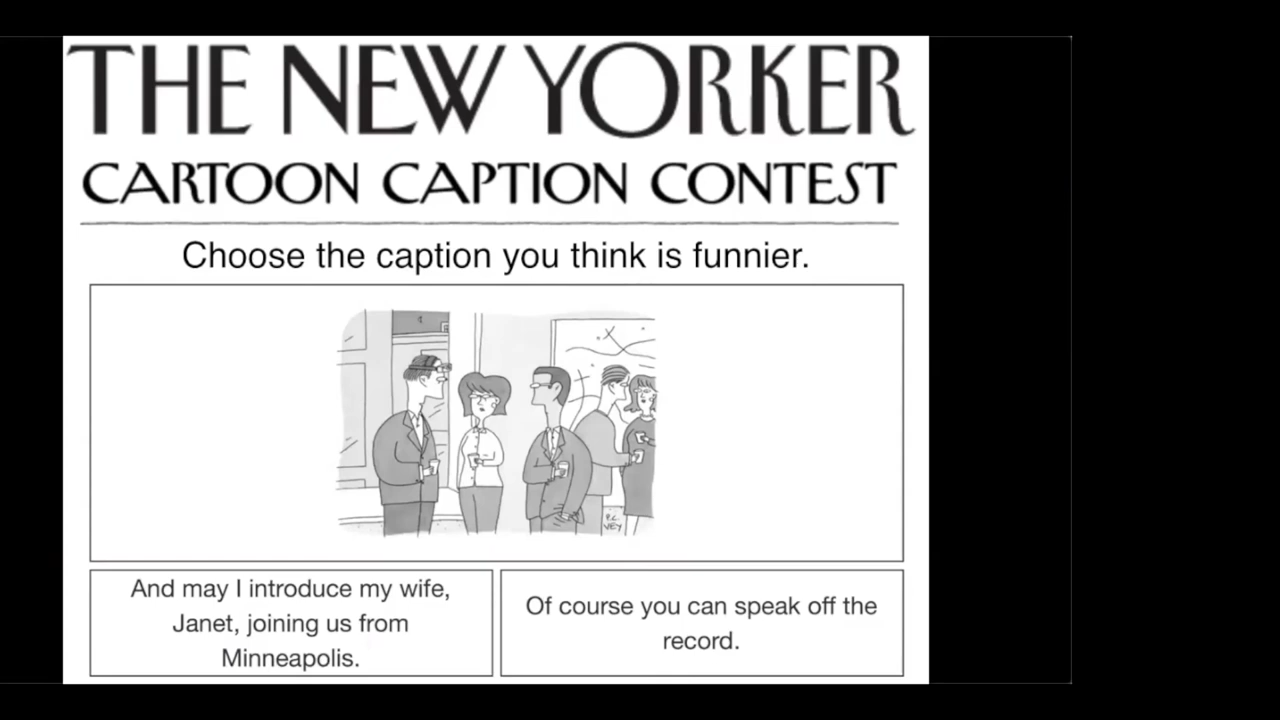 THE NEW YORKER
CARTOON CAPTION CONTEST
Choose the caption you think is funnier.
P.C.
VEY
And may I introduce my wife,
Janet, joining us from
Minneapolis.
Of course you can speak off the
record.